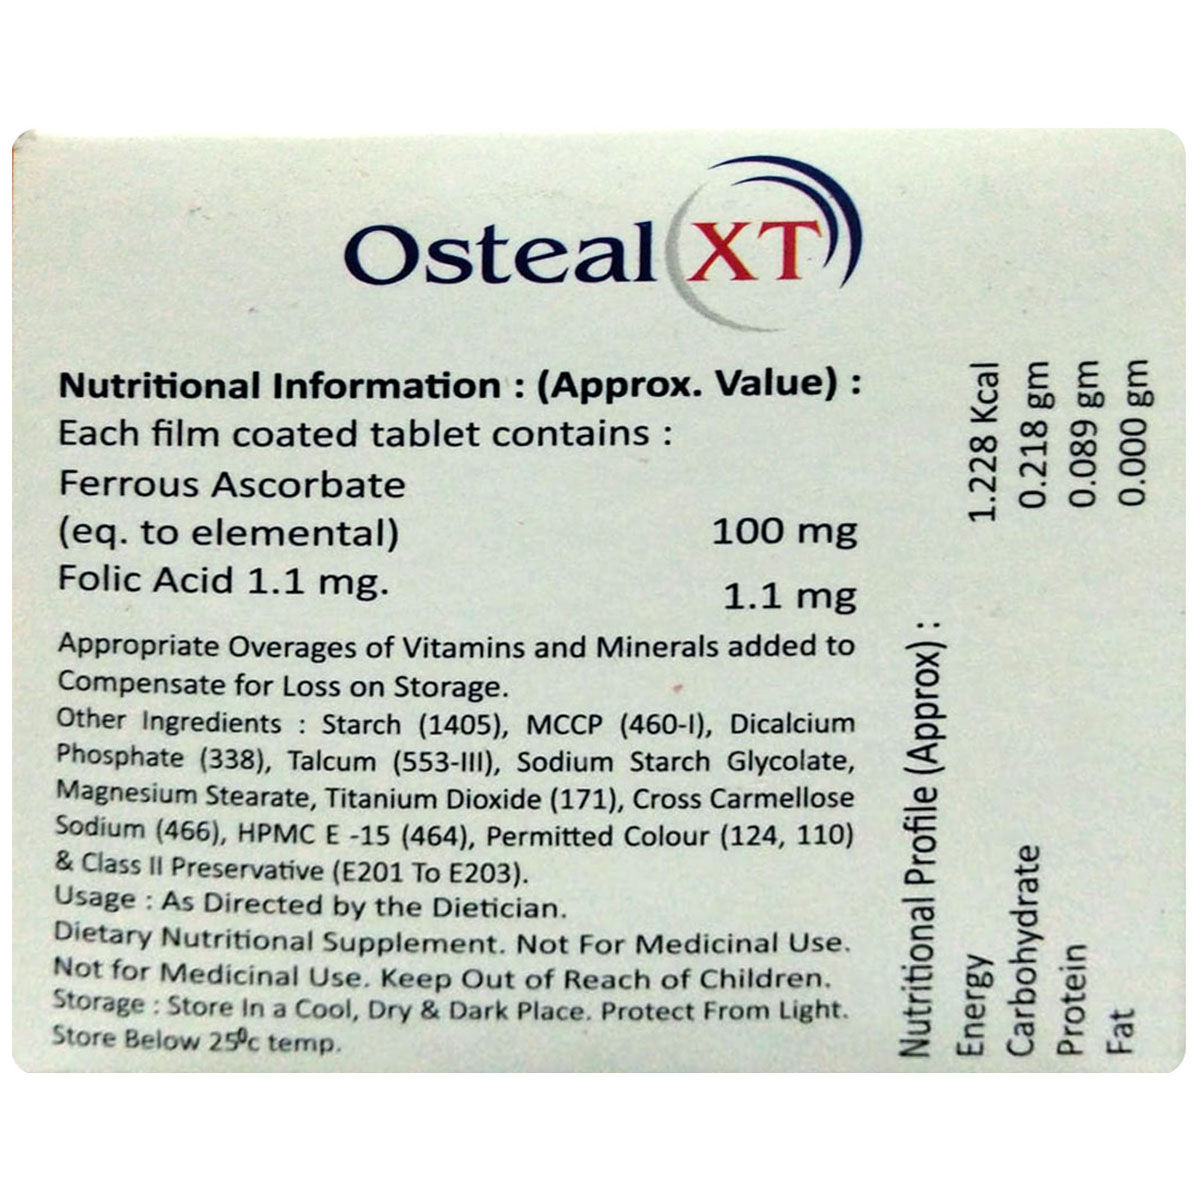 Osteal XT
Nutritional Information : (Approx. Value) :
Each film coated tablet contains :
Ferrous Ascorbate
(eq. to elemental) 100 mg
Folic Acid 1.1 mg. 1.1 mg
Appropriate Overages of Vitamins and Minerals added to
Compensate for Loss on Storage.
Other Ingredients : Starch (1405), MCCP (460-I), Dicalcium
Phosphate (338), Talcum (553-III), Sodium Starch Glycolate,
Magnesium Stearate, Titanium Dioxide (171), Cross Carmellose
Sodium (466), HPMC E -15 (464), Permitted Colour (124, 110)
& Class II Preservative (E201 To E203).
Usage : As Directed by the Dietician.
Dietary Nutritional Supplement. Not For Medicinal Use.
Not for Medicinal Use. Keep Out of Reach of Children.
Storage : Store In a Cool, Dry & Dark Place. Protect From Light.
Store Below 25⁰c temp.
Nutritional Profile (Approx) :
Energy 1.228 Kcal
Carbohydrate 0.218 gm
Protein 0.089 gm
Fat 0.000 gm